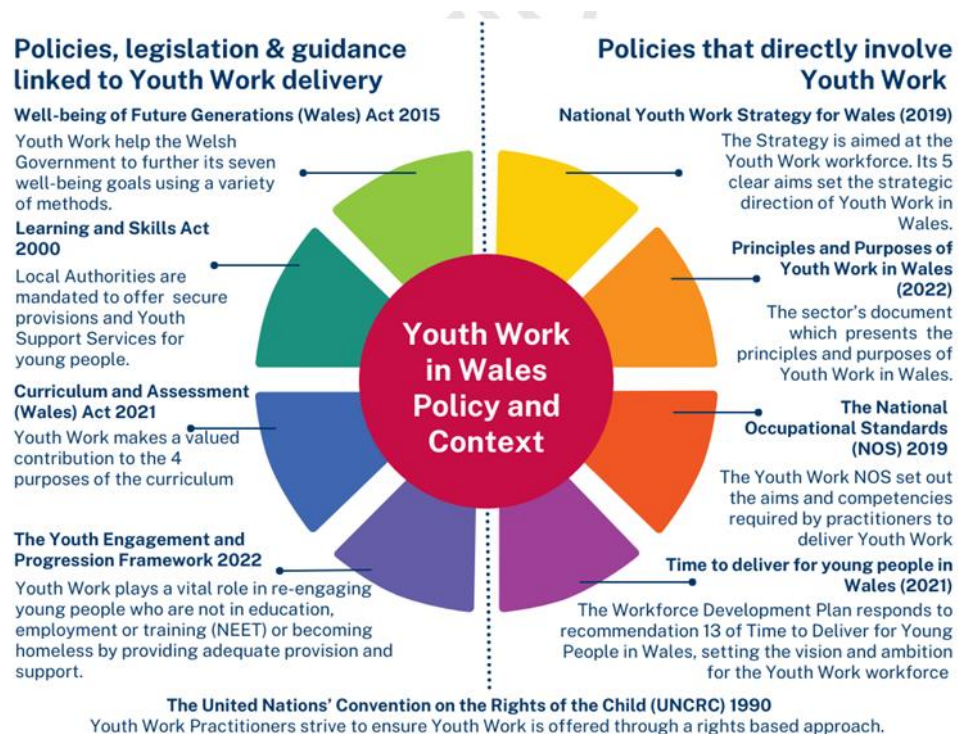 Policies, legislation & guidance
linked to Youth Work delivery
Well-being of Future Generations (Wales) Act 2015
Youth Work help the Welsh
Government to further its seven
well-being goals using a variety
of methods.
Learning and Skills Act
2000
Local Authorities are
mandated to offer secure
provisions and Youth
Support Services for
young people.
Curriculum and Assessment
(Wales) Act 2021
Youth Work makes a valued
contribution to the 4
purposes of the curriculum
The Youth Engagement and
Progression Framework 2022
Youth Work plays a vital role in re-engaging
young people who are not in education,
employment or training (NEET) or becoming
homeless by providing adequate provision and
support.
Youth Work
in Wales
Policy and
Context
Policies that directly involve
Youth Work
National Youth Work Strategy for Wales (2019)
The Strategy is aimed at the
Youth Work workforce. Its 5
clear aims set the strategic
direction of Youth Work in
Wales.
Principles and Purposes of
Youth Work in Wales
(2022)
The sector's document
which presents the
principles and purposes of
Youth Work in Wales.
The National
Occupational Standards
(NOS) 2019
The Youth Work NOS set out
the aims and competencies
required by practitioners to
deliver Youth Work
Time to deliver for young people in
Wales (2021)
The Workforce Development Plan responds to
recommendation 13 of Time to Deliver for Young
People in Wales, setting the vision and ambition
for the Youth Work workforce
The United Nations' Convention on the Rights of the Child (UNCRC) 1990
Youth Work Practitioners strive to ensure Youth Work is offered through a rights based approach.